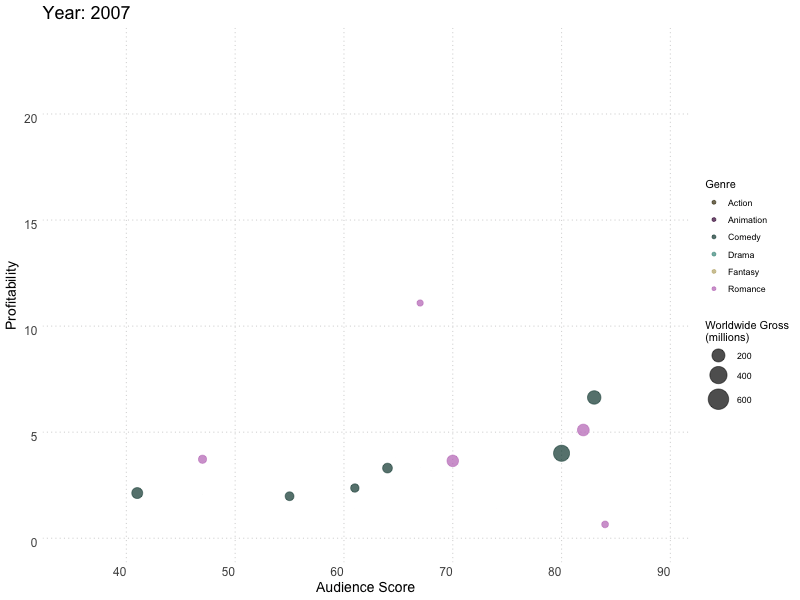 Year: 2007
20
15
10
5
0
Profitability
40 50 60 70 80 90
Audience Score
Genre
Action
Animation
Comedy
Drama
Fantasy
Romance
Worldwide Gross
(millions)
200
400
600